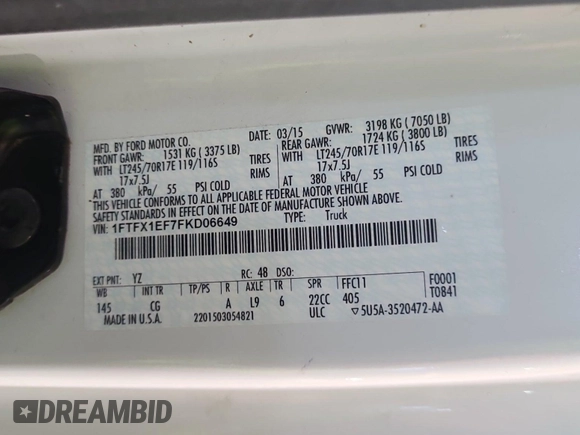 MFD. BY FORD MOTOR CO.
DATE: 03/15 GVWR: 3198 KG (7050 LB)
FRONT GAWR: 1531 KG (3375 LB) REAR GAWR: 1724 KG (3800 LB)
WITH LT245/70R17E 119/116S TIRES WITH LT245/70R17E 119/116S TIRES
17x7.5J RIMS 17x7.5J RIMS
AT 380 kPa/ 55 PSI COLD AT 380 kPa/ 55 PSI COLD
THIS VEHICLE CONFORMS TO ALL APPLICABLE FEDERAL MOTOR VEHICLE
SAFETY STANDARDS IN EFFECT ON THE DATE OF MANUFACTURE SHOWN ABOVE.
VIN: 1FTFX1EF7FKD06649 TYPE: Truck
EXT PNT: YZ RC: 48 DSO: F0001
WB INT TR TP/PS R AXLE TR SPR FFC11 T0841
145 CG A L9 6 22CC 405
MADE IN U.S.A. 2201503054821 ULC ▽5U5A-3520472-AA
DREAMBID